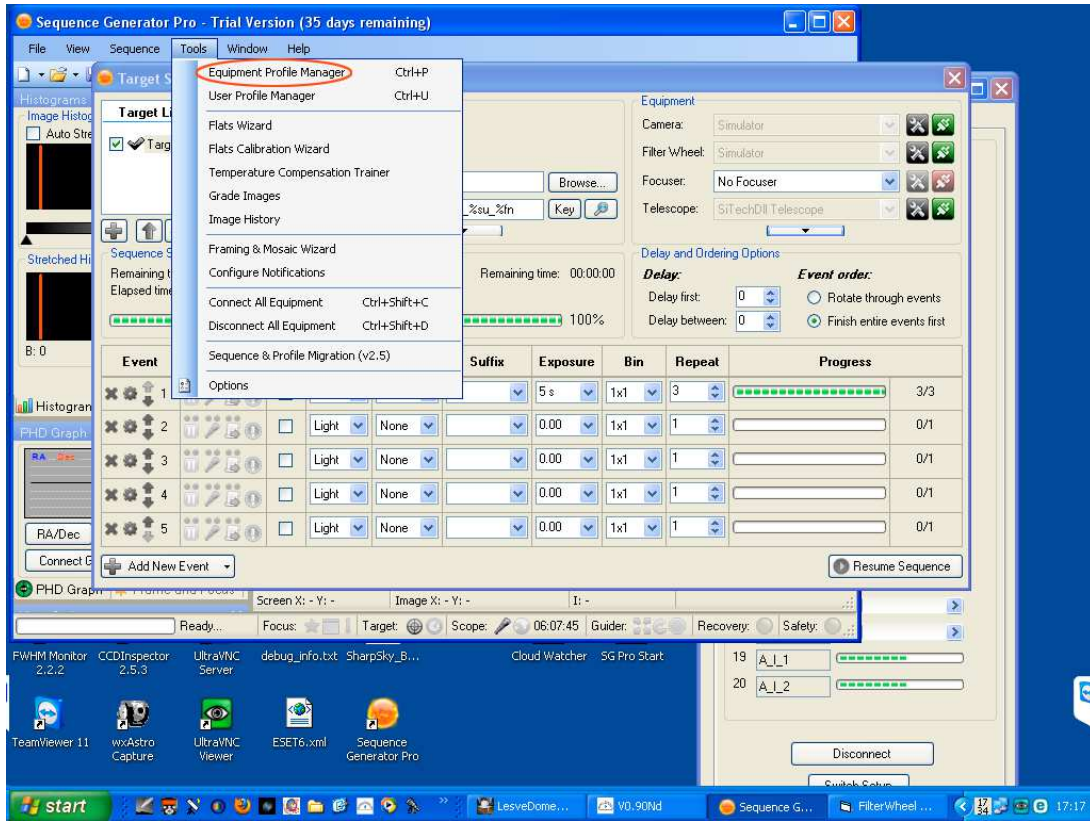 Sequence Generator Pro - Trial Version (35 days remaining)
File View Sequence Tools Window Help
Target S
Histograms
Image Histog
Auto Stre
Stretched Hi
B: 0
Histogran
PHD Graph
RA Dec
RA/Dec
Connect G
PHD Graph
Equipment Profile Manager Ctrl+P
User Profile Manager Ctrl+U
Flats Wizard
Flats Calibration Wizard
Temperature Compensation Trainer
Grade Images
Image History
Framing & Mosaic Wizard
Configure Notifications
Connect All Equipment Ctrl+Shift+C
Disconnect All Equipment Ctrl+Shift+D
Sequence & Profile Migration (v2.5)
Options
Target Li
Targ
Browse...
_%su_%fn Key
Equipment
Camera: Simulator
Filter Wheel: Simulator
Focuser: No Focuser
Telescope: SiTechDll Telescope
Sequence S
Remaining t
Elapsed time
Remaining time: 00:00:00
100%
Delay and Ordering Options
Delay: Event order:
Delay first: 0 Rotate through events
Delay between: 0 Finish entire events first
Event Suffix Exposure Bin Repeat Progress
1 5 s 1x1 3 3/3
2 Light None 0.00 1x1 1 0/1
3 Light None 0.00 1x1 1 0/1
4 Light None 0.00 1x1 1 0/1
5 Light None 0.00 1x1 1 0/1
Add New Event Resume Sequence
Screen X: - Y: - Image X: - Y: - I: -
Ready... Focus: Target: Scope: 06:07:45 Guider: Recovery: Safety:
FWHM Monitor 2.2.2
CCDInspector 2.5.3
UltraVNC Server
debug_info.txt
SharpSky_B...
Cloud Watcher
SG Pro Start
19 A_I_1
20 A_I_2
TeamViewer 11
wxAstro Capture
UltraVNC Viewer
ESET6.xml
Sequence Generator Pro
Disconnect
Switch Setup
start LesveDome... V0.90Nd Sequence G... FilterWheel ... 17:17